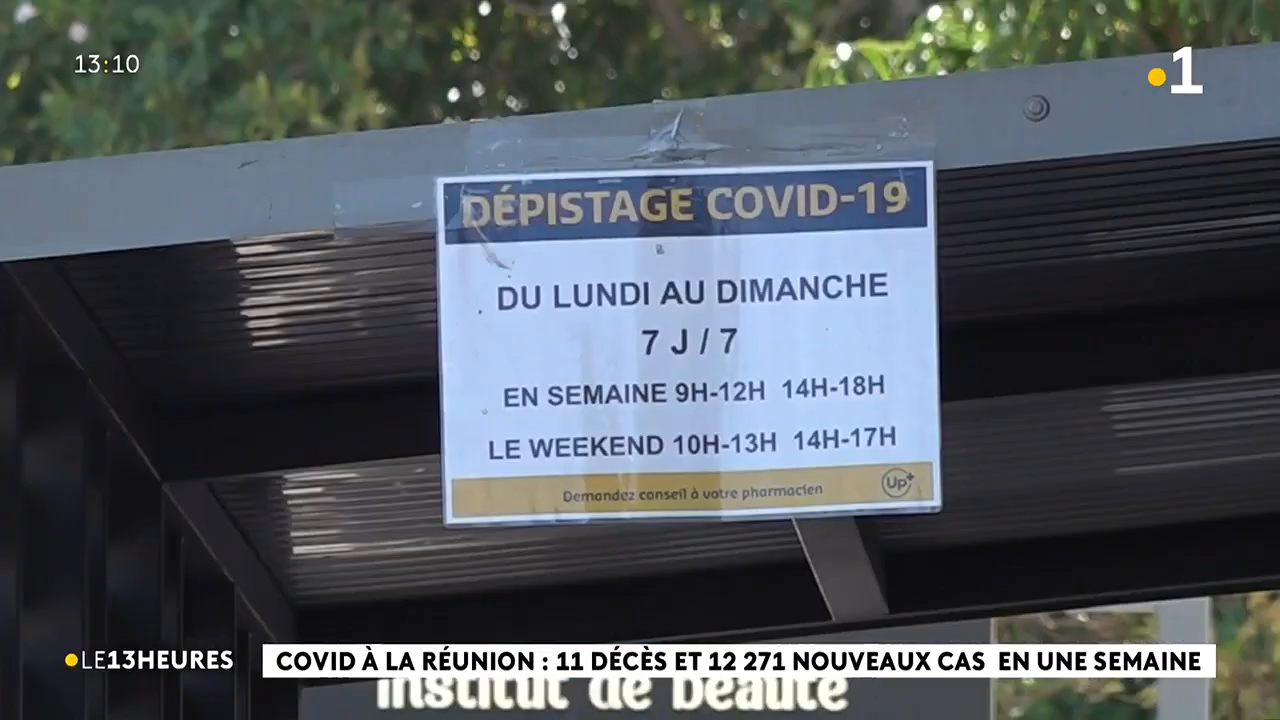 13:10
1
DÉPISTAGE COVID-19
DU LUNDI AU DIMANCHE
7 J / 7
EN SEMAINE 9H-12H 14H-18H
LE WEEKEND 10H-13H 14H-17H
Demandez conseil à votre pharmacien
Up+
LE13HEURES
COVID À LA RÉUNION : 11 DÉCÈS ET 12 271 NOUVEAUX CAS EN UNE SEMAINE
institut de beauté